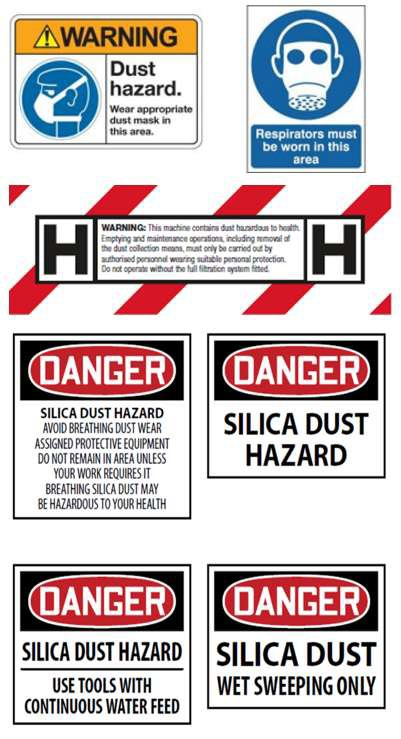 WARNING
Dust
hazard.
Wear appropriate
dust mask in
this area.
Respirators must
be worn in this
area
H
WARNING: This machine contains dust hazardous to health.
Emptying and maintenance operations, including removal of
the dust collection means, must only be carried out by
authorised personnel wearing suitable personal protection.
Do not operate without the full filtration system fitted.
H
DANGER
SILICA DUST HAZARD
AVOID BREATHING DUST WEAR
ASSIGNED PROTECTIVE EQUIPMENT
DO NOT REMAIN IN AREA UNLESS
YOUR WORK REQUIRES IT
BREATHING SILICA DUST MAY
BE HAZARDOUS TO YOUR HEALTH
DANGER
SILICA DUST
HAZARD
DANGER
SILICA DUST HAZARD
USE TOOLS WITH
CONTINUOUS WATER FEED
DANGER
SILICA DUST
WET SWEEPING ONLY